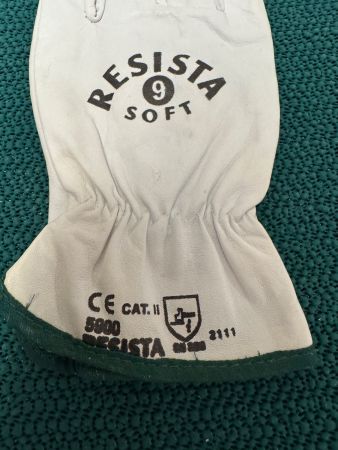 RESISTA
9
SOFT
CE CAT. II
5900
RESISTA
2111